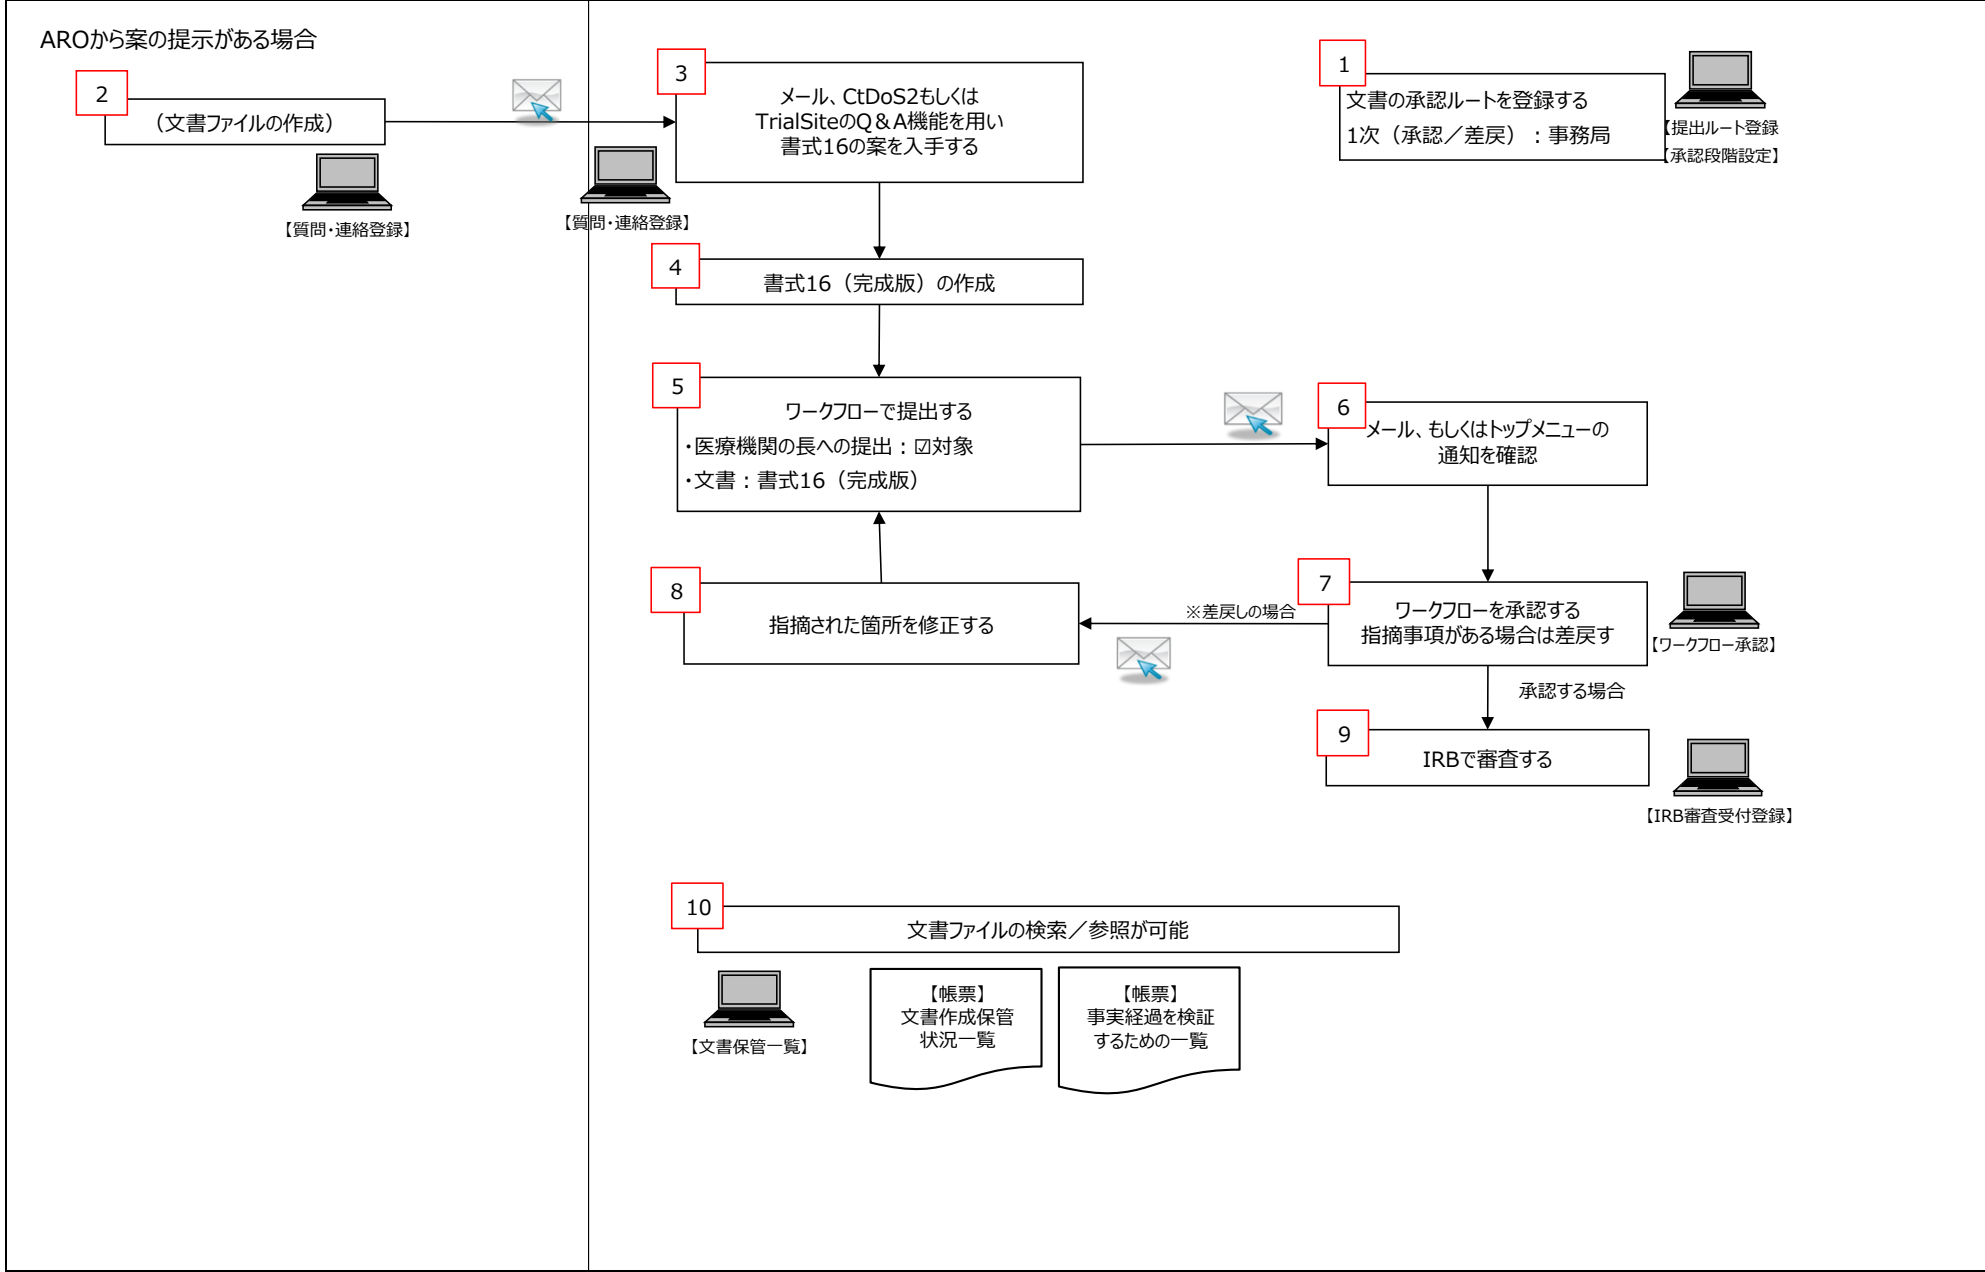 AROから案の提示がある場合
2
（文書ファイルの作成）
【質問・連絡登録】
3
メール、CtDoS2もしくは
TrialSiteのQ＆A機能を用い
書式16の案を入手する
【質問・連絡登録】
1
文書の承認ルートを登録する
1次（承認／差戻）：事務局
【提出ルート登録
【承認段階設定】
4
書式16（完成版）の作成
5
ワークフローで提出する
・医療機関の長への提出：☑対象
・文書：書式16（完成版）
6
メール、もしくはトップメニューの
通知を確認
7
ワークフローを承認する
指摘事項がある場合は差戻す
【ワークフロー承認】
※差戻しの場合
8
指摘された箇所を修正する
承認する場合
9
IRBで審査する
【IRB審査受付登録】
10
文書ファイルの検索／参照が可能
【文書保管一覧】
【帳票】
文書作成保管
状況一覧
【帳票】
事実経過を検証
するための一覧